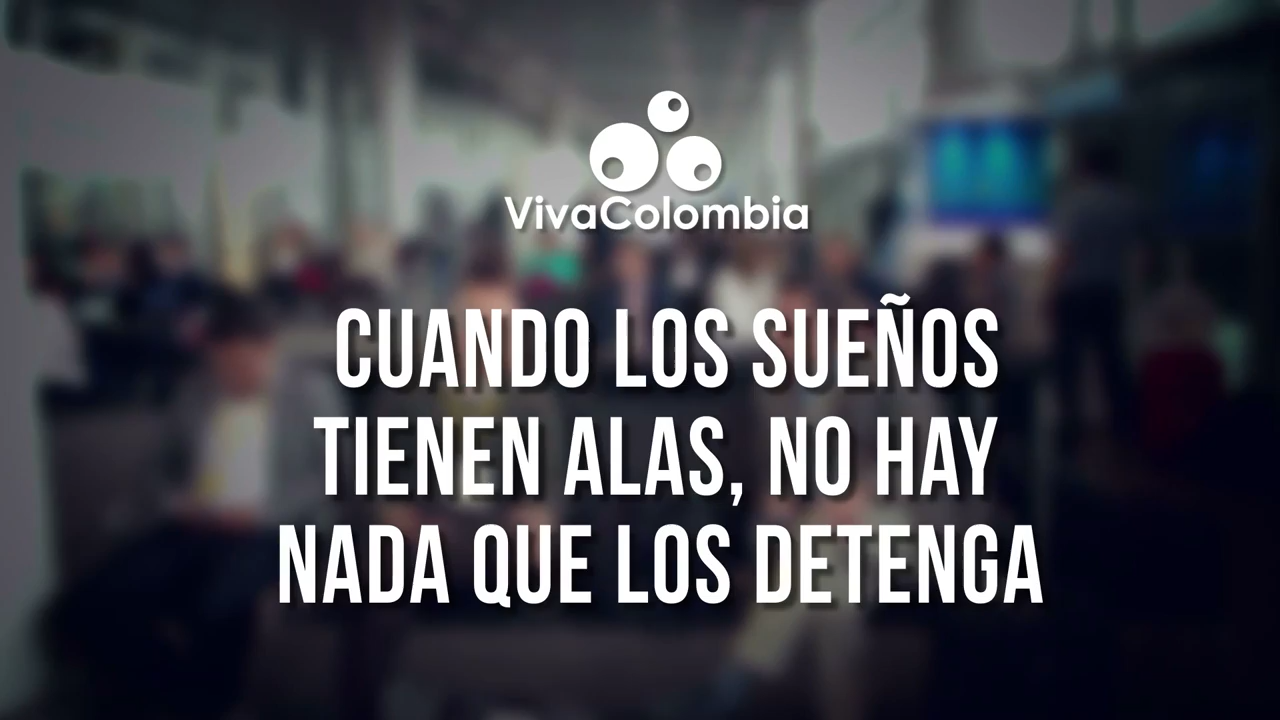 VivaColombia
CUANDO LOS SUEÑOS
TIENEN ALAS, NO HAY
NADA QUE LOS DETENGA